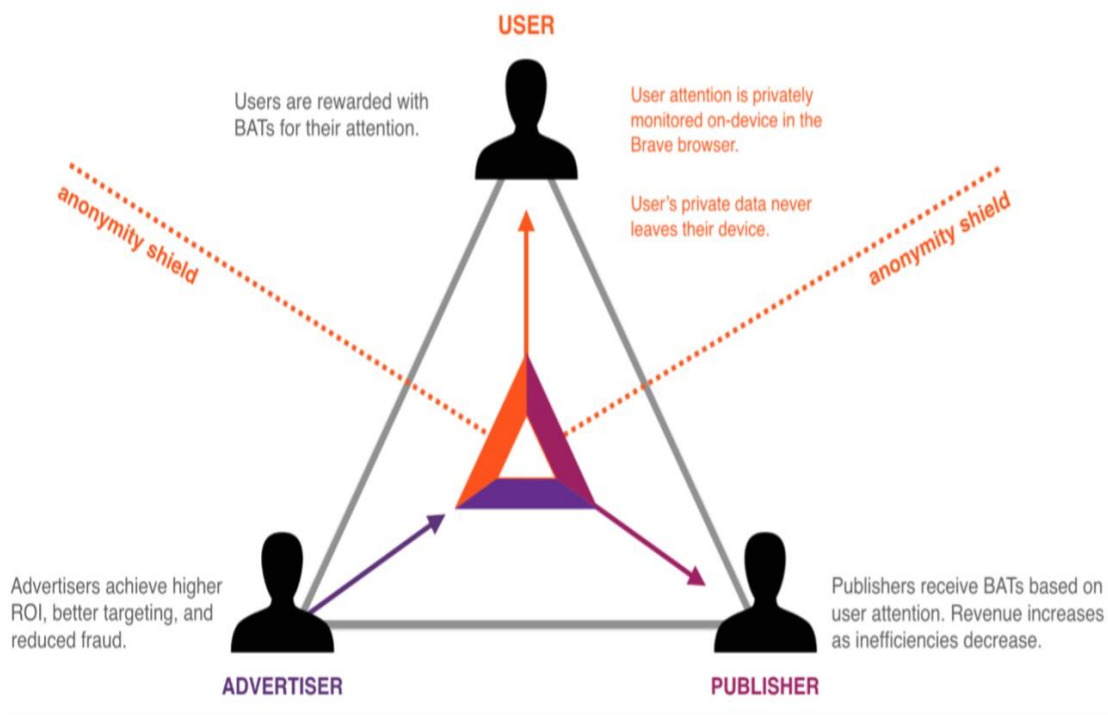 USER
Users are rewarded with
BATs for their attention.
User attention is privately
monitored on-device in the
Brave browser.
User's private data never
leaves their device.
anonymity shield
anonymity shield
Advertisers achieve higher
ROI, better targeting, and
reduced fraud.
Publishers receive BATs based on
user attention. Revenue increases
as inefficiencies decrease.
ADVERTISER
PUBLISHER